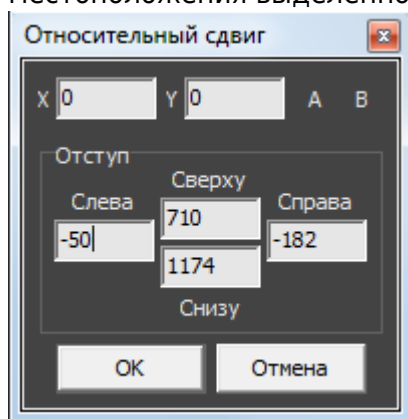 Местоположения выделенно
Относительный сдвиг
X 0 Y 0 A B
Отступ
Сверху
Слева 710 Справа
-50 1174 -182
Снизу
OK Отмена